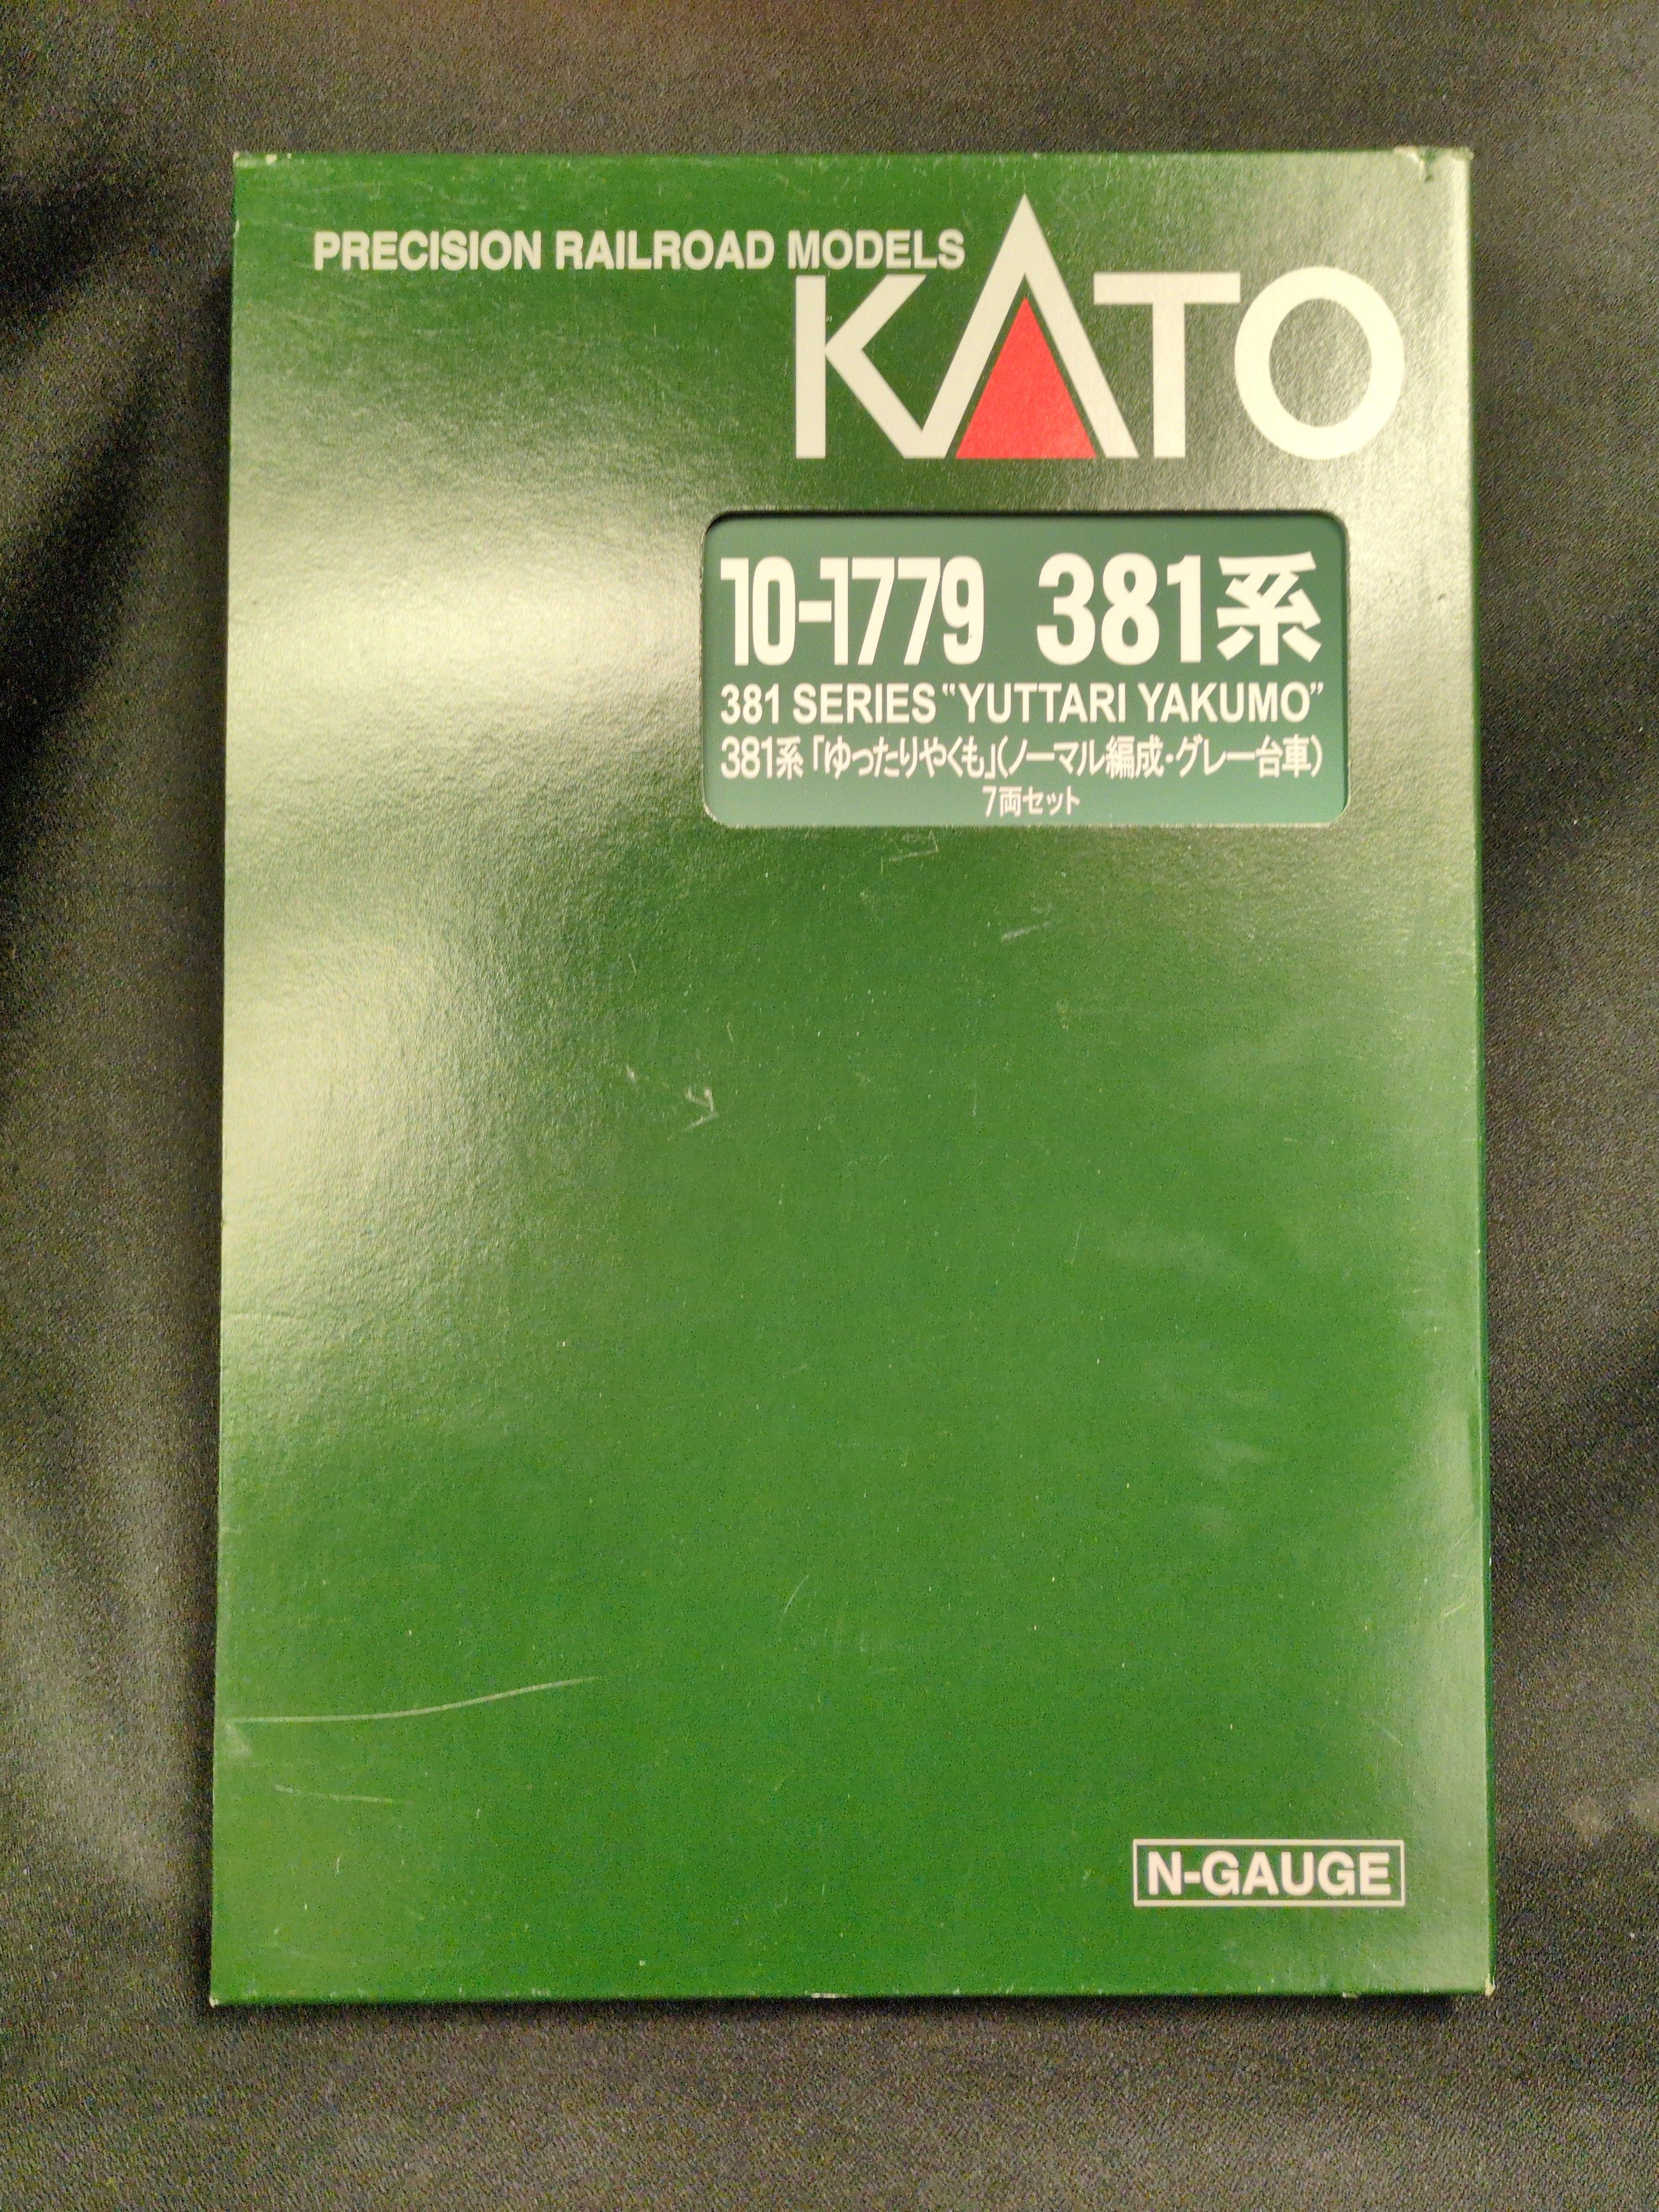 PRECISION RAILROAD MODELS
KATO
10-1779 381系
381 SERIES "YUTTARI YAKUMO"
381系「ゆったりやくも」(ノーマル編成・グレー台車)
7両セット
N-GAUGE